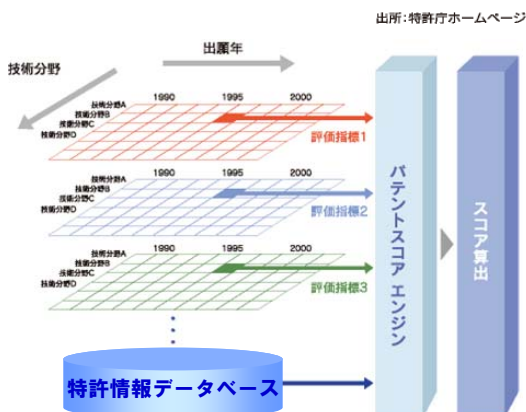 出所:特許庁ホームページ
出願年
技術分野
1990 1995 2000
技術分野A
技術分野B
技術分野C
技術分野D
評価指標1
1990 1995 2000
技術分野A
技術分野B
技術分野C
技術分野D
評価指標2
1990 1995 2000
技術分野A
技術分野B
技術分野C
技術分野D
評価指標3
特許情報データベース
パテントスコア エンジン
スコア算出